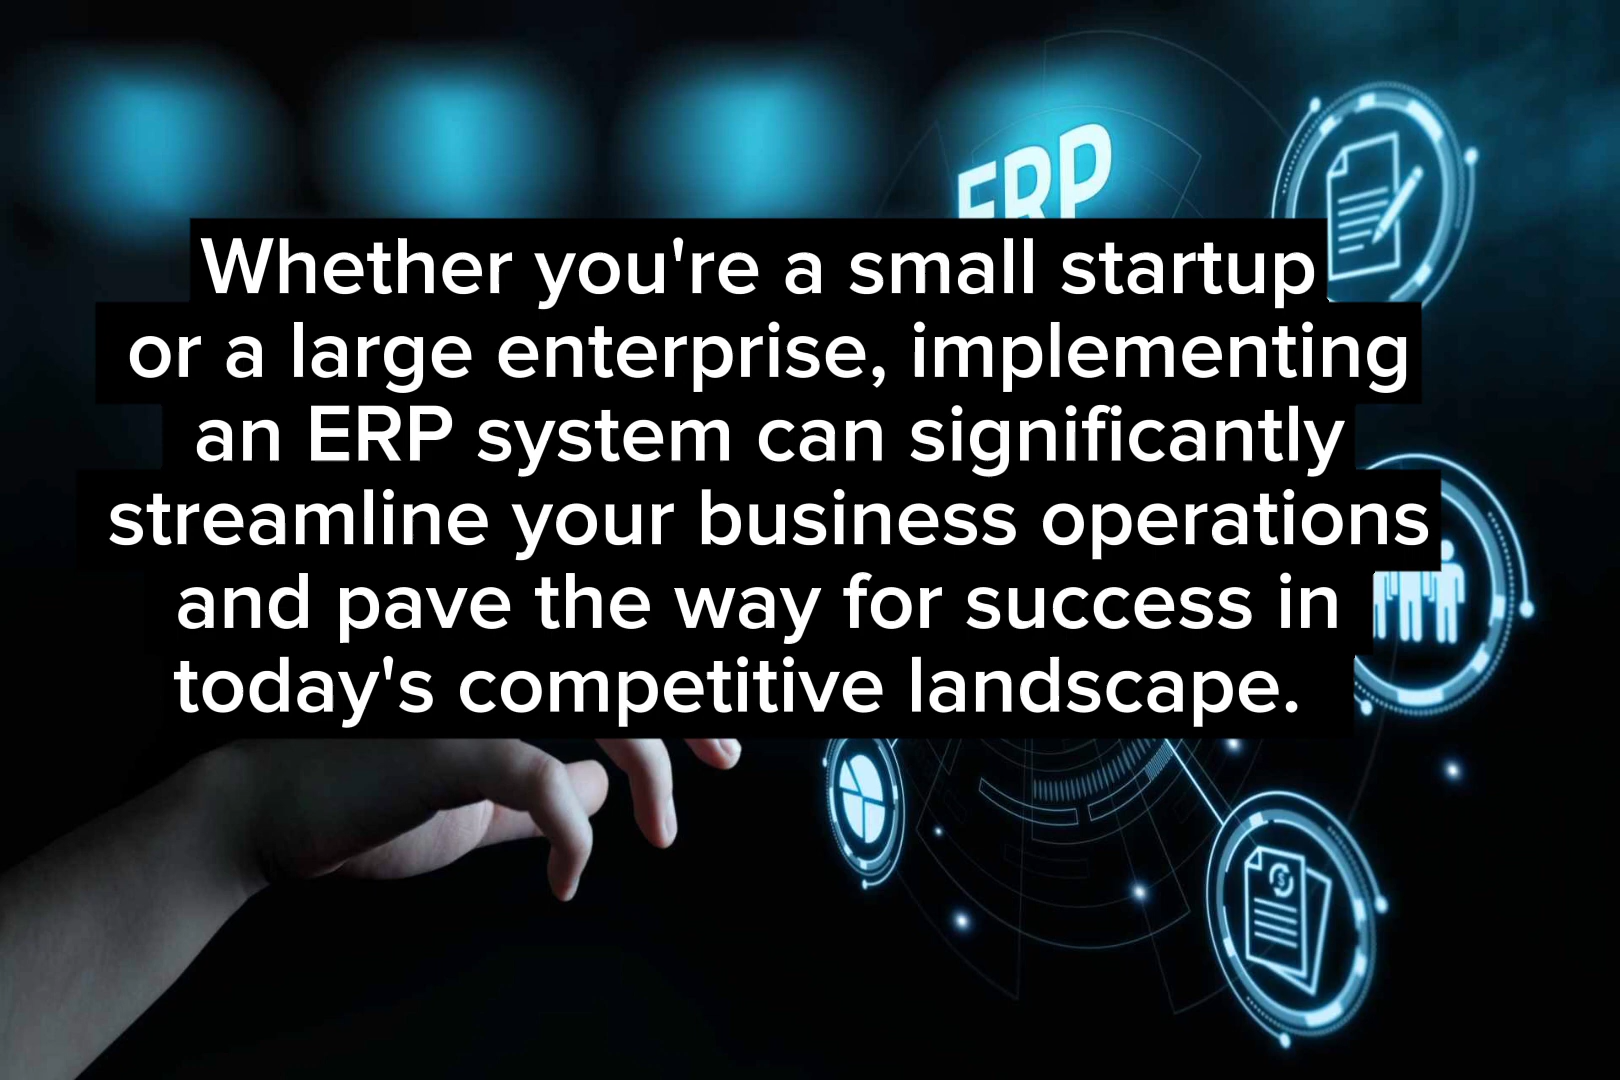 ERP
Whether you're a small startup
or a large enterprise, implementing
an ERP system can significantly
streamline your business operations
and pave the way for success in
today's competitive landscape.